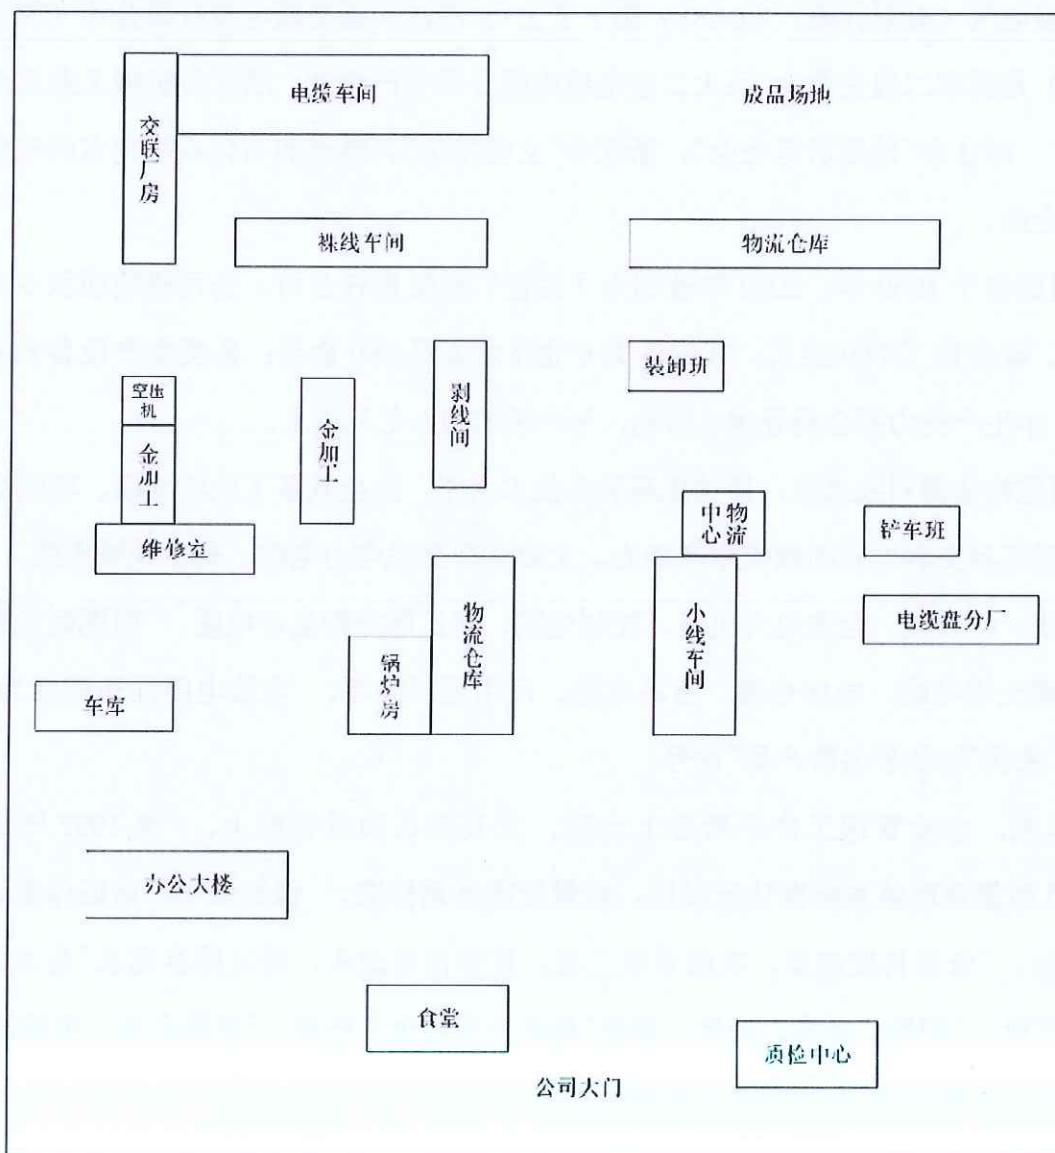 电缆车间
成品场地
交联厂房
裸线车间
物流仓库
剥线间
装卸班
空压
机
金加工
金加工
维修室
中物
心流
铲车班
物流仓库
小线车间
电缆盘分厂
锅炉房
车库
办公大楼
食堂
质检中心
公司大门